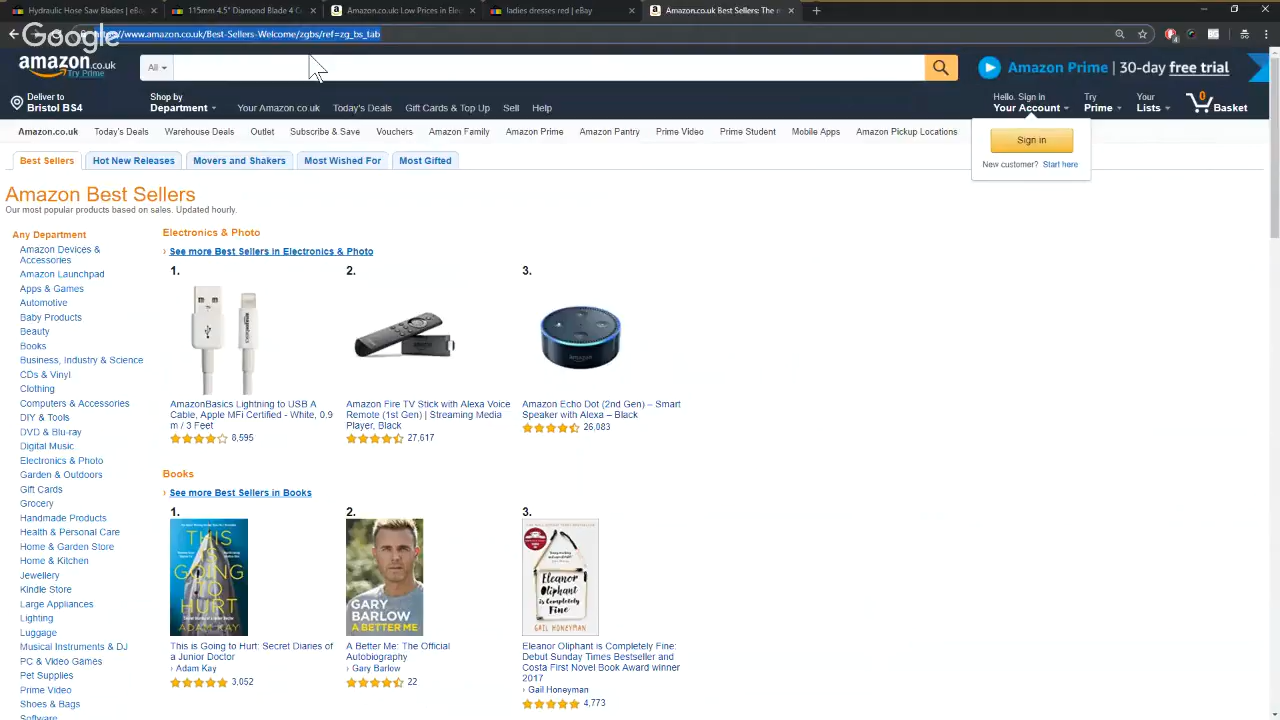 Hydraulic Hose Saw Blades | eBay
115mm 4.5" Diamond Blade 4 C
Amazon.co.uk: Low Prices in Ele
ladies dresses red | eBay
Amazon.co.uk Best Sellers: The m
Google
//www.amazon.co.uk/Best-Sellers-Welcome/zgbs/ref=zg_bs_tab
amazon.co.uk
Try Prime
All
Amazon Prime | 30-day free trial
Deliver to
Bristol BS4
Shop by
Department
Your Amazon.co.uk
Today's Deals
Gift Cards & Top Up
Sell
Help
Hello. Sign in
Your Account
Try
Prime
Your
Lists
0
Basket
Amazon.co.uk
Today's Deals
Warehouse Deals
Outlet
Subscribe & Save
Vouchers
Amazon Family
Amazon Prime
Amazon Pantry
Prime Video
Prime Student
Mobile Apps
Amazon Pickup Locations
Sign in
New customer? Start here
Best Sellers
Hot New Releases
Movers and Shakers
Most Wished For
Most Gifted
Amazon Best Sellers
Our most popular products based on sales. Updated hourly.
Any Department
Amazon Devices &
Accessories
Amazon Launchpad
Apps & Games
Automotive
Baby Products
Beauty
Books
Business, Industry & Science
CDs & Vinyl
Clothing
Computers & Accessories
DIY & Tools
DVD & Blu-ray
Digital Music
Electronics & Photo
Garden & Outdoors
Gift Cards
Grocery
Handmade Products
Health & Personal Care
Home & Garden Store
Home & Kitchen
Jewellery
Kindle Store
Large Appliances
Lighting
Luggage
Musical Instruments & DJ
PC & Video Games
Pet Supplies
Prime Video
Shoes & Bags
Software
Electronics & Photo
› See more Best Sellers in Electronics & Photo
1.
AmazonBasics Lightning to USB A
Cable, Apple MFi Certified - White, 0.9
m / 3 Feet
8,595
2.
Amazon Fire TV Stick with Alexa Voice
Remote (1st Gen) | Streaming Media
Player, Black
27,617
3.
Amazon Echo Dot (2nd Gen) – Smart
Speaker with Alexa – Black
26,083
Books
› See more Best Sellers in Books
1.
THIS IS
GOING
TO
HURT
ADAM KAY
This is Going to Hurt: Secret Diaries of
a Junior Doctor
› Adam Kay
3,052
2.
GARY
BARLOW
A BETTER ME
A Better Me: The Official
Autobiography
› Gary Barlow
22
3.
Eleanor
Oliphant
is Completely
Fine
GAIL HONEYMAN
Eleanor Oliphant is Completely Fine:
Debut Sunday Times Bestseller and
Costa First Novel Book Award winner
2017
› Gail Honeyman
4,773